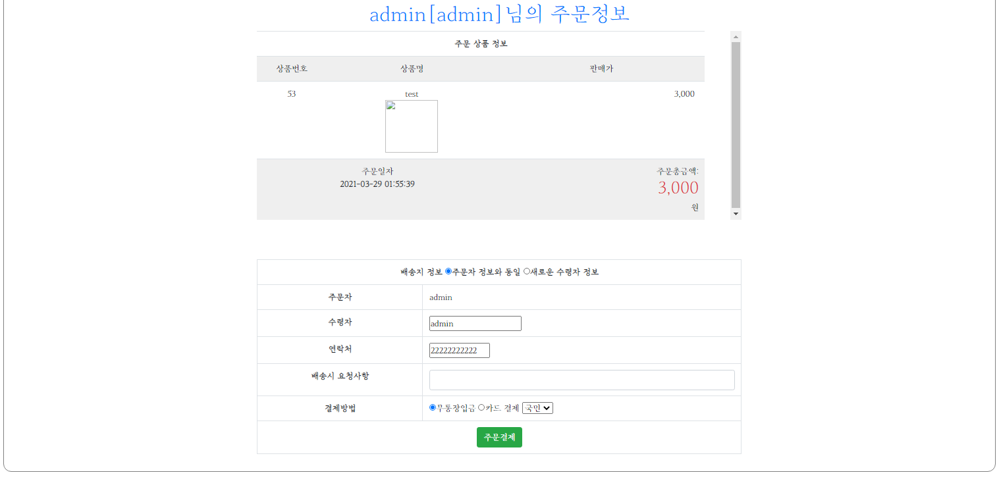 admin[admin]님의 주문정보
주문 상품 정보
상품번호 상품명 판매가
53 test 3,000
주문일자 주문총금액:
2021-03-29 01:55:39 3,000
원
배송지 정보 주문자 정보와 동일 새로운 수령자 정보
주문자 admin
수령자 admin
연락처 22222222222
배송시 요청사항
결제방법 무통장입금 카드 결제 국민
주문결제